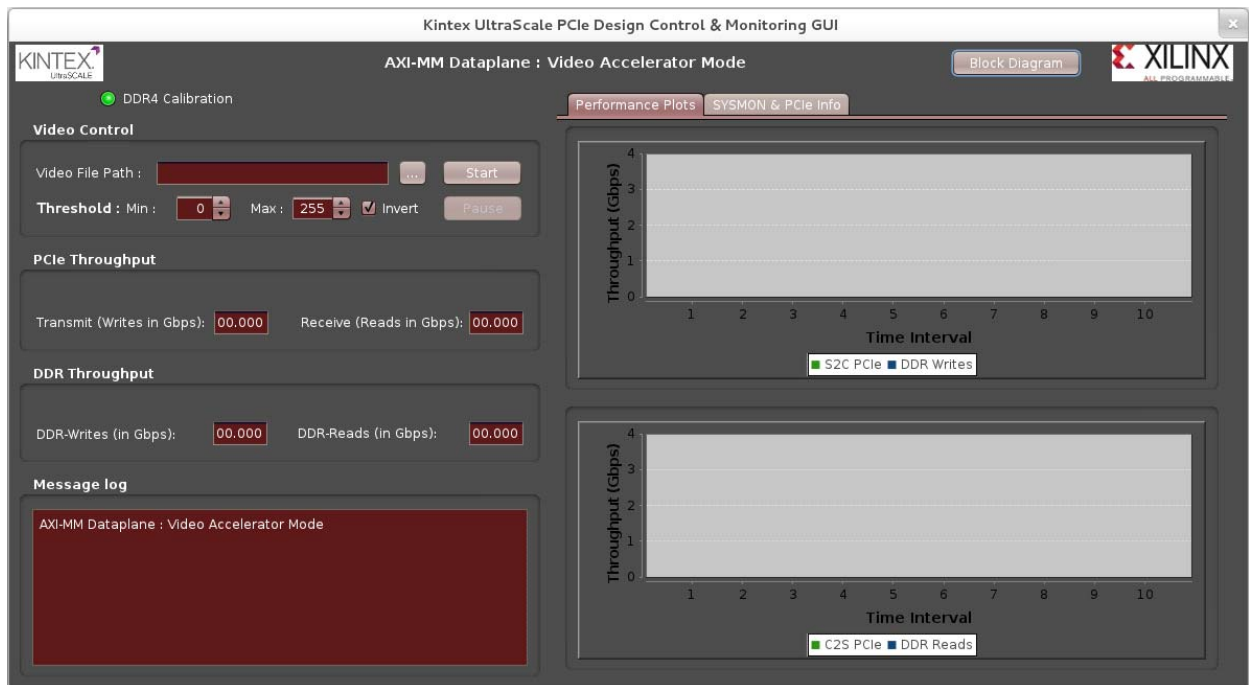 Kintex UltraScale PCIe Design Control & Monitoring GUI
KINTEX
UltraSCALE
AXI-MM Dataplane : Video Accelerator Mode
Block Diagram
XILINX
ALL PROGRAMMABLE
DDR4 Calibration
Video Control
Video File Path :
...
Start
Threshold : Min : 0 Max : 255 Invert
Pause
PCIe Throughput
Transmit (Writes in Gbps): 00.000 Receive (Reads in Gbps): 00.000
DDR Throughput
DDR-Writes (in Gbps): 00.000 DDR-Reads (in Gbps): 00.000
Message log
AXI-MM Dataplane : Video Accelerator Mode
Performance Plots
SYSMON & PCIe Info
Throughput (Gbps)
4
3
2
1
0
1 2 3 4 5 6 7 8 9 10
Time Interval
S2C PCIe DDR Writes
Throughput (Gbps)
4
3
2
1
0
1 2 3 4 5 6 7 8 9 10
Time Interval
C2S PCIe DDR Reads